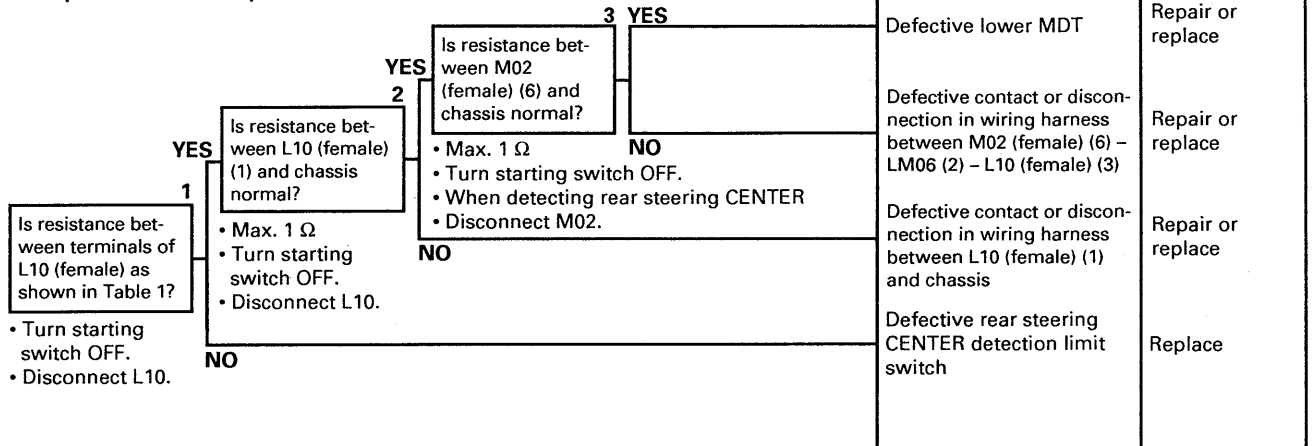 3 YES
Is resistance bet-
ween M02
(female) (6) and
chassis normal?
YES
2
Is resistance bet-
ween L10 (female)
(1) and chassis
normal?
YES
1
Is resistance bet-
ween terminals of
L10 (female) as
shown in Table 1?
• Turn starting
switch OFF.
• Disconnect L10.
NO
• Max. 1 Ω
• Turn starting
switch OFF.
• Disconnect L10.
NO
• Max. 1 Ω
• Turn starting switch OFF.
• When detecting rear steering CENTER
• Disconnect M02.
NO
Defective lower MDT
Repair or
replace
Defective contact or discon-
nection in wiring harness
between M02 (female) (6) –
LM06 (2) – L10 (female) (3)
Repair or
replace
Defective contact or discon-
nection in wiring harness
between L10 (female) (1)
and chassis
Repair or
replace
Defective rear steering
CENTER detection limit
switch
Replace